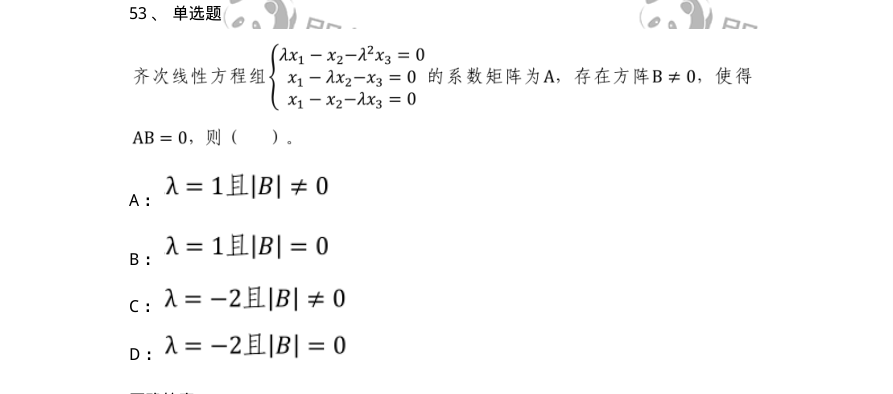 53、 单选题
λx₁ − x₂−λ²x₃ = 0
齐次线性方程组{ x₁ − λx₂−x₃ = 0 的系数矩阵为A，存在方阵B ≠ 0，使得
x₁ − x₂−λx₃ = 0
AB = 0，则（　　）。
A： λ = 1且|B| ≠ 0
B： λ = 1且|B| = 0
C： λ = −2且|B| ≠ 0
D： λ = −2且|B| = 0